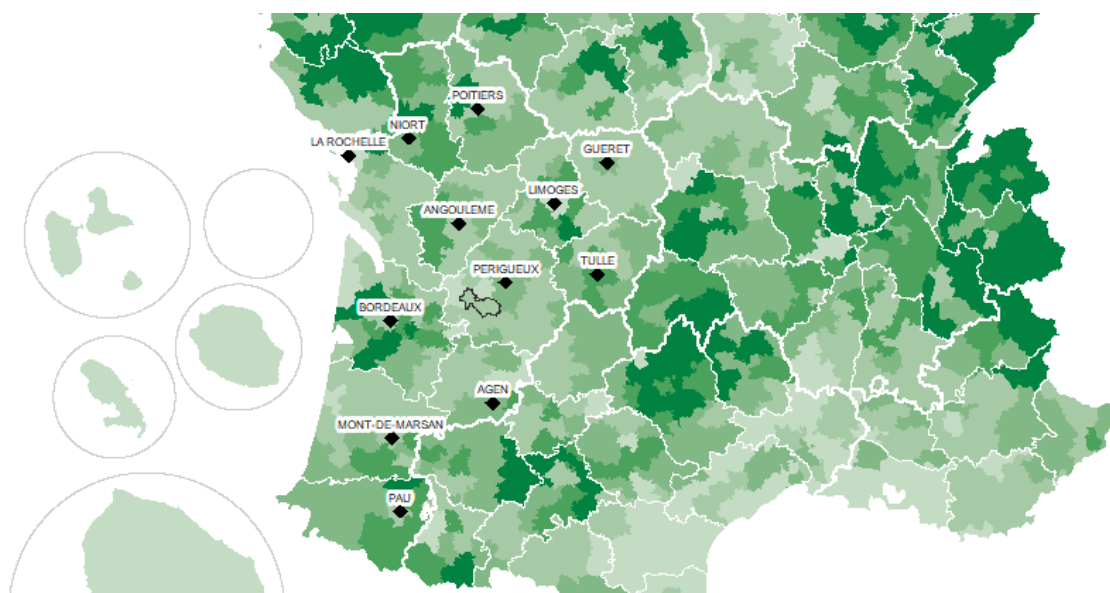 POITIERS
NIORT
LA ROCHELLE
GUERET
LIMOGES
ANGOULEME
PERIGUEUX
TULLE
BORDEAUX
AGEN
MONT-DE-MARSAN
PAU